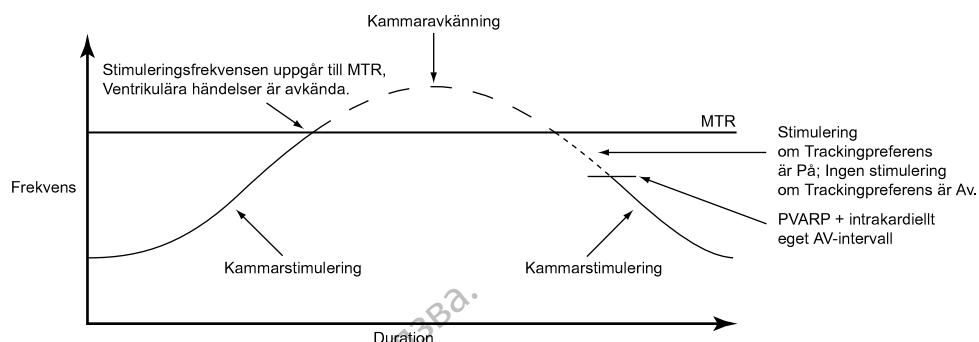 Kammaravkänning
Stimuleringsfrekvensen uppgår till MTR,
Ventrikulära händelser är avkända.
MTR
Stimulering
om Trackingpreferens
är På; Ingen stimulering
om Trackingpreferens är Av.
Frekvens
PVARP + intrakardiellt
eget AV-intervall
Kammarstimulering
Kammarstimulering
Duration